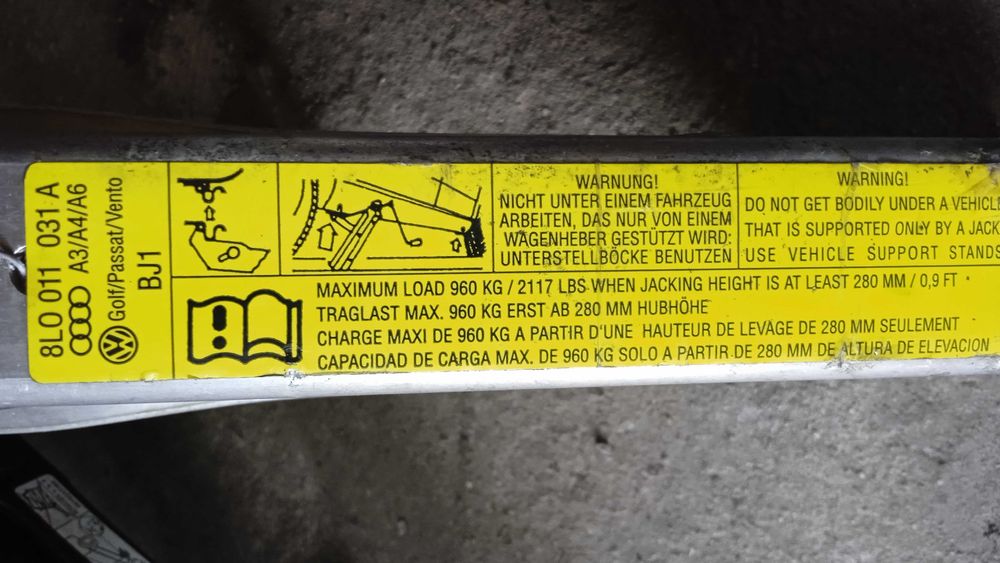 8L0 011 031 A
A3/A4/A6
Golf/Passat/Vento
BJ1
WARNUNG!
NICHT UNTER EINEM FAHRZEUG
ARBEITEN, DAS NUR VON EINEM
WAGENHEBER GESTÜTZT WIRD:
UNTERSTELLBÖCKE BENUTZEN
WARNING!
DO NOT GET BODILY UNDER A VEHICLE
THAT IS SUPPORTED ONLY BY A JACK
USE VEHICLE SUPPORT STANDS
MAXIMUM LOAD 960 KG / 2117 LBS WHEN JACKING HEIGHT IS AT LEAST 280 MM / 0,9 FT
TRAGLAST MAX. 960 KG ERST AB 280 MM HUBHÖHE
CHARGE MAXI DE 960 KG A PARTIR D'UNE HAUTEUR DE LEVAGE DE 280 MM SEULEMENT
CAPACIDAD DE CARGA MAX. DE 960 KG SOLO A PARTIR DE 280 MM DE ALTURA DE ELEVACION